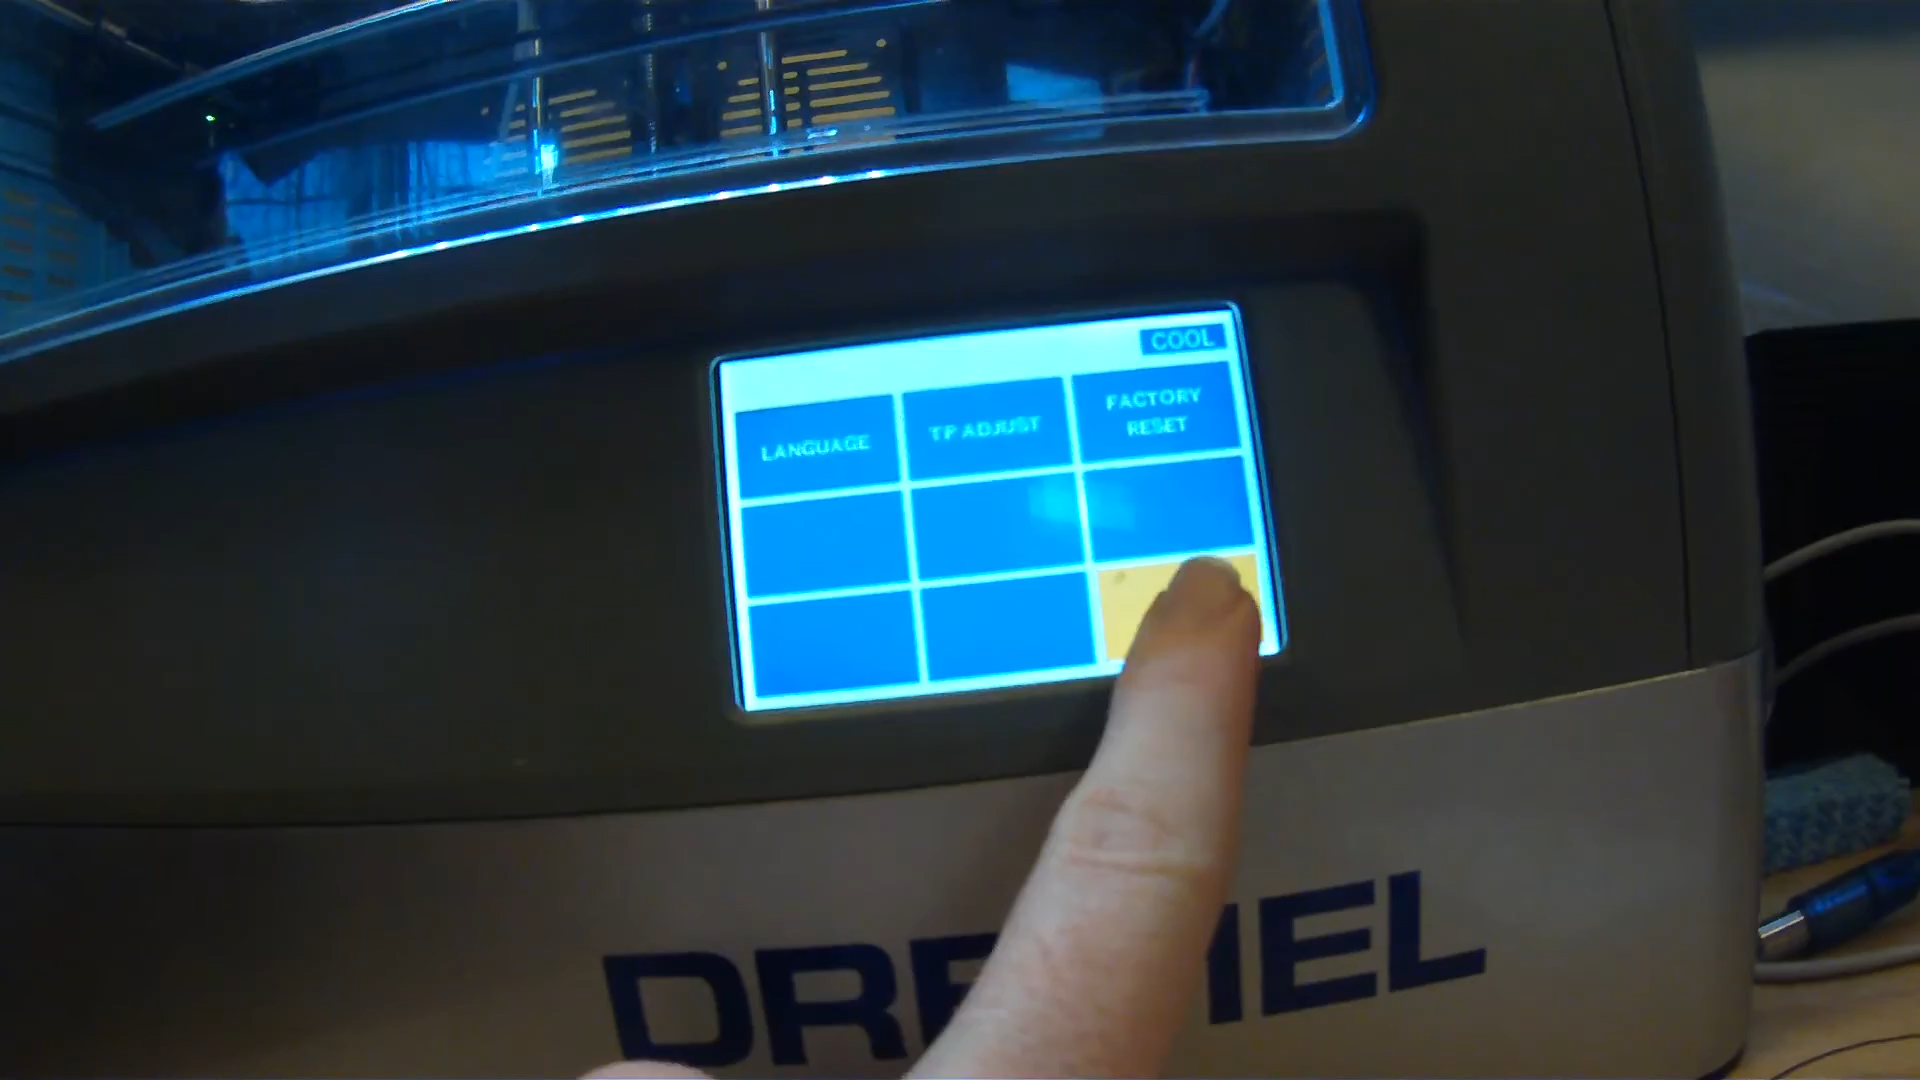 COOL
LANGUAGE
TP ADJUST
FACTORY
RESET
DREMEL